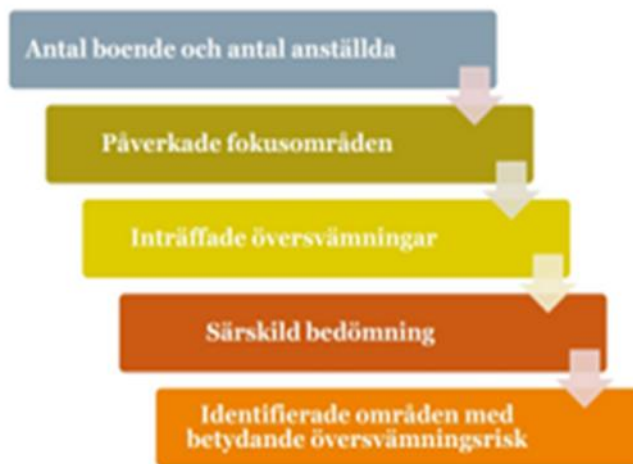 Antal boende och antal anställda
Påverkade fokusområden
Inträffade översvämningar
Särskild bedömning
Identifierade områden med
betydande översvämningsrisk